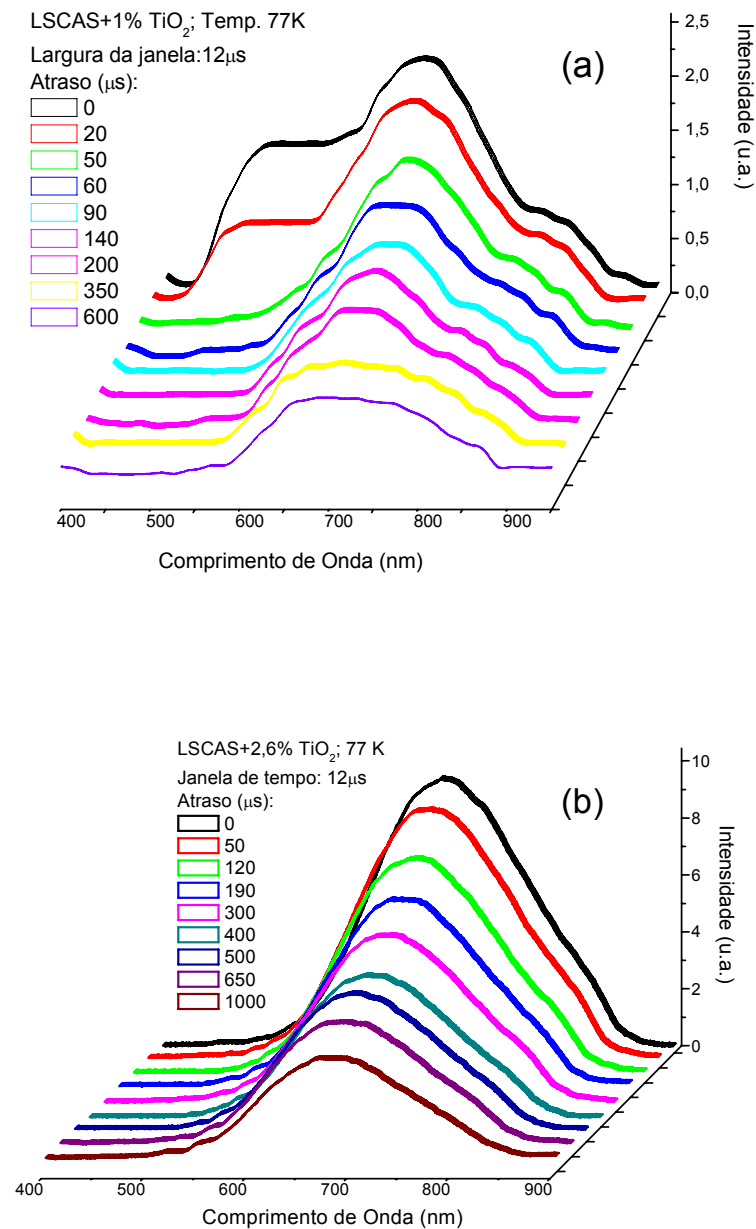 LSCAS+1% TiO2; Temp. 77K
Largura da janela:12μs
Atraso (μs):
0
20
50
60
90
140
200
350
600
(a)
2,5
2,0
1,5
1,0
0,5
0,0
Intensidade (u.a.)
400 500 600 700 800 900
Comprimento de Onda (nm)
LSCAS+2,6% TiO2; 77 K
Janela de tempo: 12μs
Atraso (μs):
0
50
120
190
300
400
500
650
1000
(b)
10
8
6
4
2
0
Intensidade (u.a.)
400 500 600 700 800 900
Comprimento de Onda (nm)